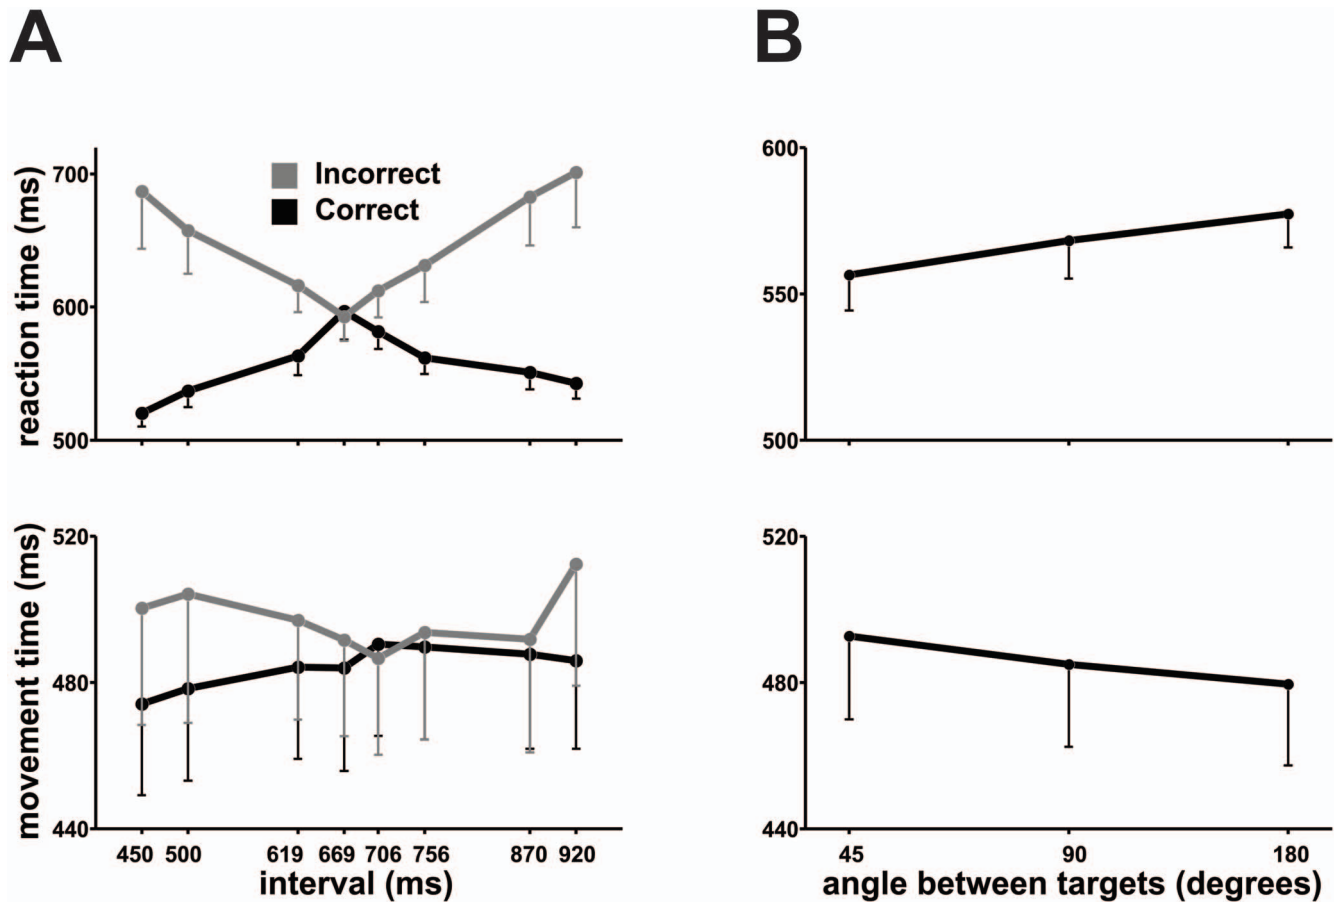 A
B
reaction time (ms)
700
600
500
Incorrect
Correct
600
550
500
movement time (ms)
520
480
440
450 500 619 669 706 756 870 920
interval (ms)
520
480
440
45 90 180
angle between targets (degrees)